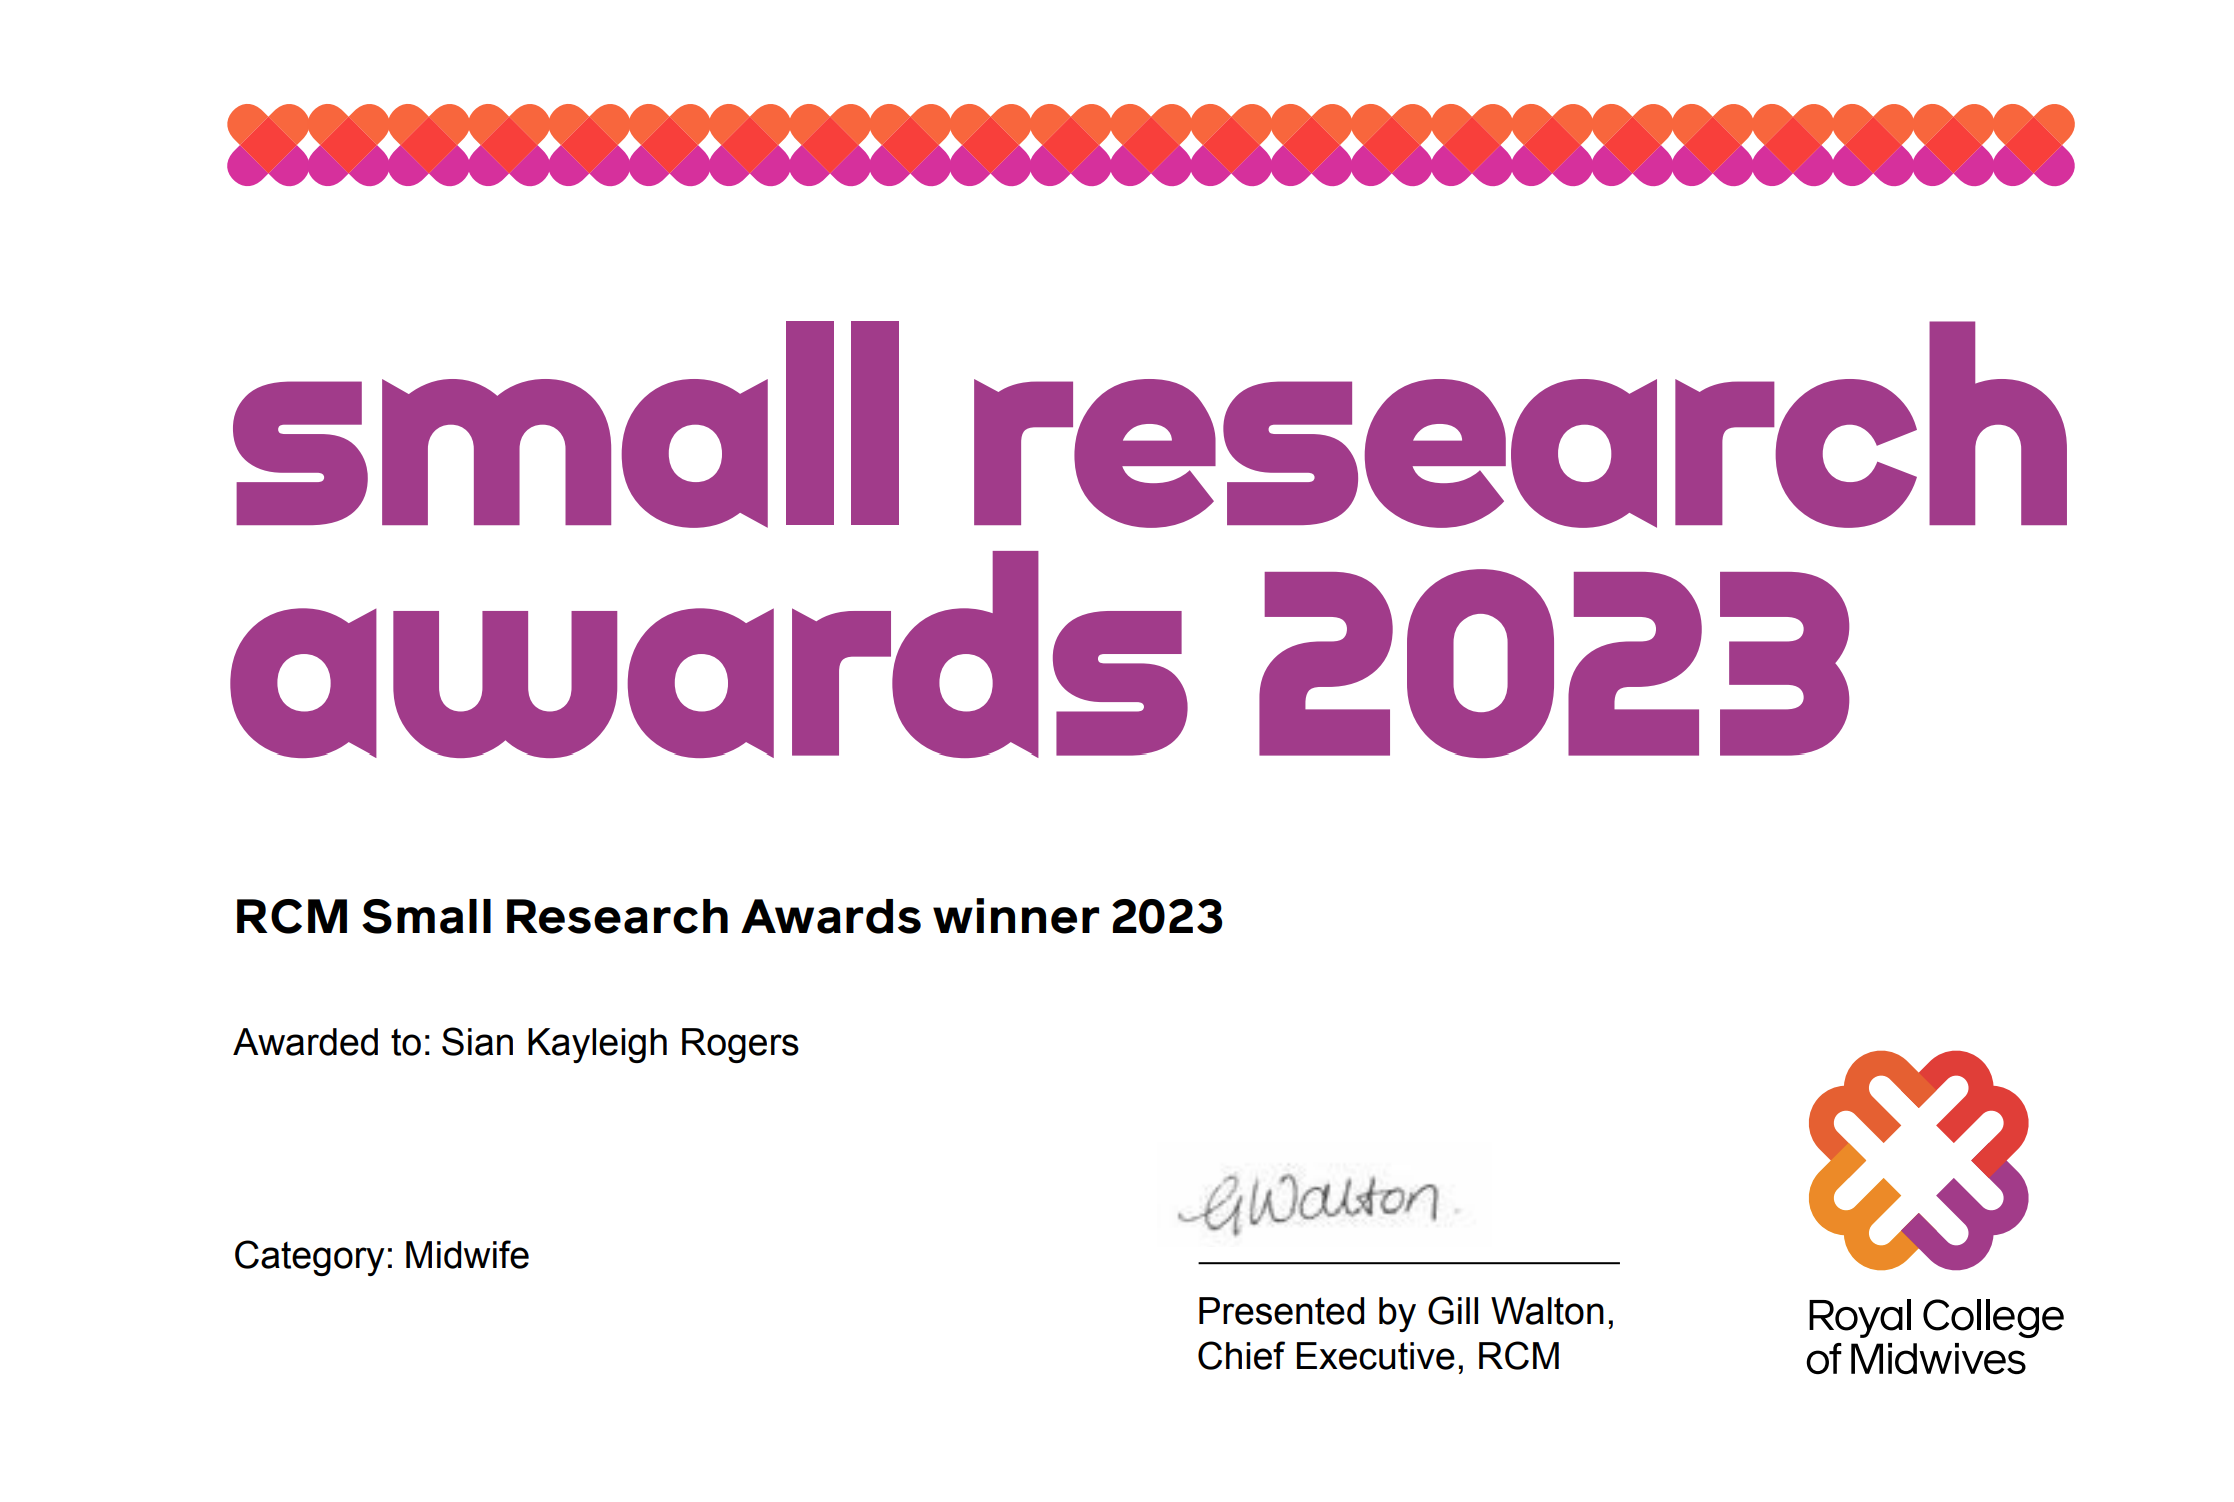 small research
awards 2023
RCM Small Research Awards winner 2023
Awarded to: Sian Kayleigh Rogers
Category: Midwife
GWalton.
Presented by Gill Walton,
Chief Executive, RCM
Royal College
of Midwives